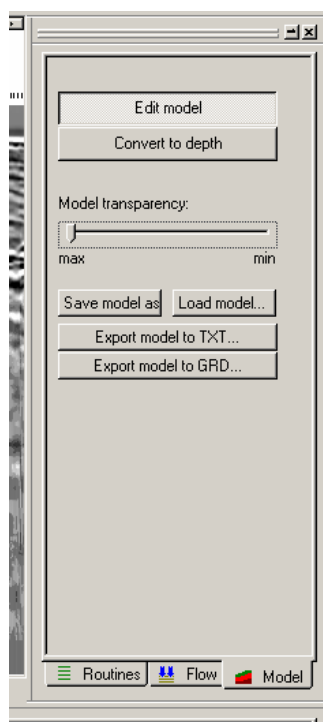 Edit model
Convert to depth
Model transparency:
max min
Save model as Load model...
Export model to TXT...
Export model to GRD...
Routines Flow Model